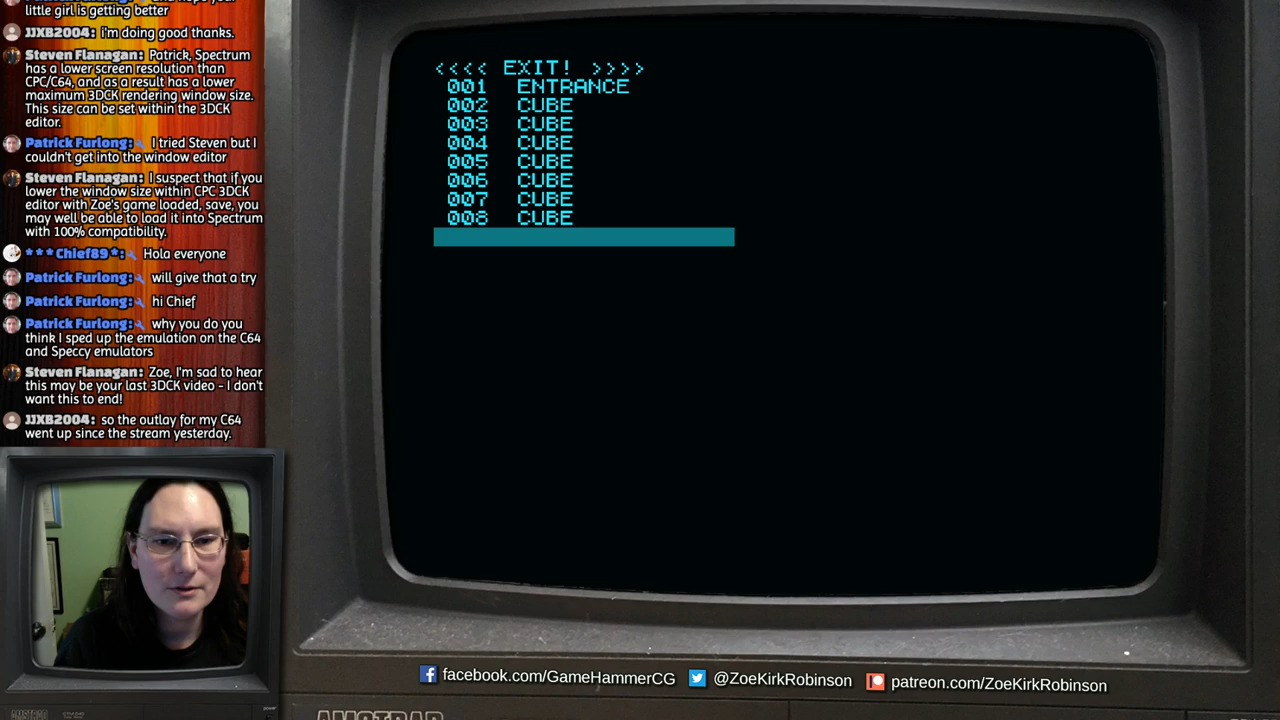 little girl is getting better
JJXB2004: i'm doing good thanks.
Steven Flanagan: Patrick, Spectrum
has a lower screen resolution than
CPC/C64, and as a result has a lower
maximum 3DCK rendering window size.
This size can be set within the 3DCK
editor.
Patrick Furlong: I tried Steven but I
couldn't get into the window editor
Steven Flanagan: I suspect that if you
lower the window size within CPC 3DCK
editor with Zoe's game loaded, save, you
may well be able to load it into Spectrum
with 100% compatibility.
***Chief89*: Hola everyone
Patrick Furlong: will give that a try
Patrick Furlong: hi Chief
Patrick Furlong: why you do you
think I sped up the emulation on the C64
and Speccy emulators
Steven Flanagan: Zoe, I'm sad to hear
this may be your last 3DCK video - I don't
want this to end!
JJXB2004: so the outlay for my C64
went up since the stream yesterday.
<<<< EXIT! >>>>
001 ENTRANCE
002 CUBE
003 CUBE
004 CUBE
005 CUBE
006 CUBE
007 CUBE
008 CUBE
facebook.com/GameHammerCG
@ZoeKirkRobinson
patreon.com/ZoeKirkRobinson
AMSTRAD